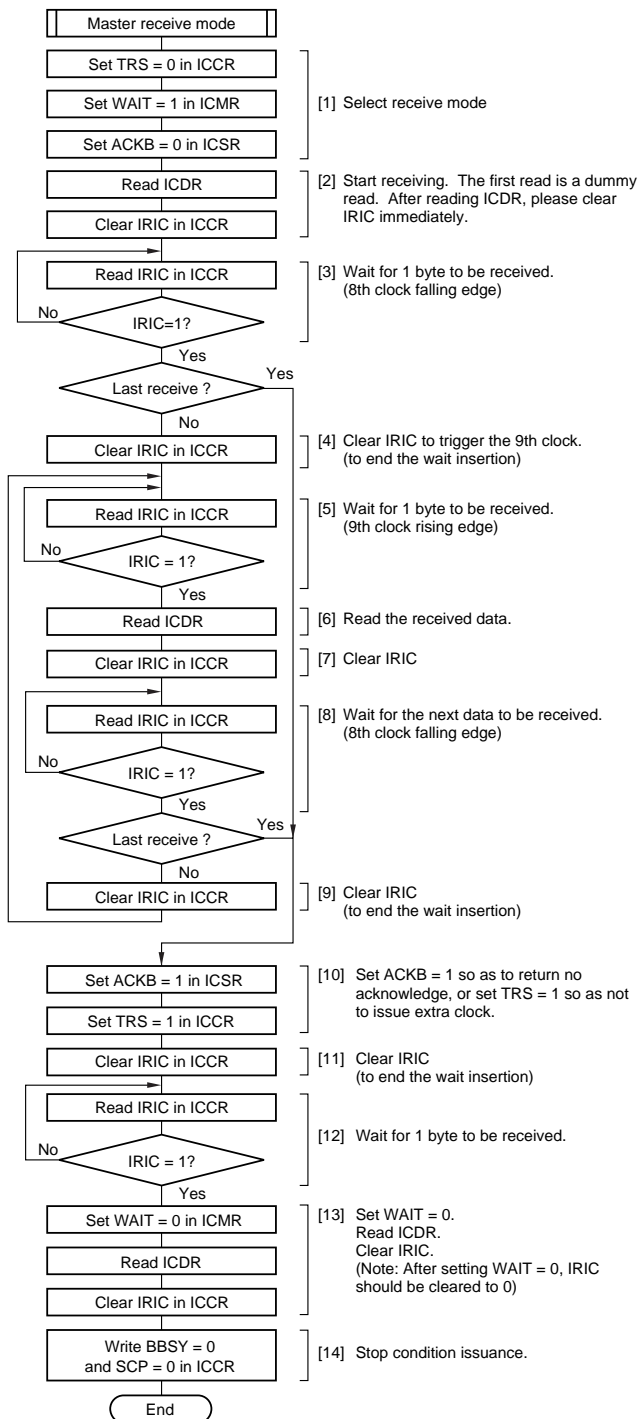 Master receive mode
Set TRS = 0 in ICCR
Set WAIT = 1 in ICMR
[1] Select receive mode
Set ACKB = 0 in ICSR
Read ICDR
[2] Start receiving. The first read is a dummy
read. After reading ICDR, please clear
IRIC immediately.
Clear IRIC in ICCR
Read IRIC in ICCR
[3] Wait for 1 byte to be received.
(8th clock falling edge)
No
IRIC=1?
Yes
Last receive ?
Yes
No
Clear IRIC in ICCR
[4] Clear IRIC to trigger the 9th clock.
(to end the wait insertion)
Read IRIC in ICCR
[5] Wait for 1 byte to be received.
(9th clock rising edge)
No
IRIC = 1?
Yes
Read ICDR
[6] Read the received data.
Clear IRIC in ICCR
[7] Clear IRIC
Read IRIC in ICCR
[8] Wait for the next data to be received.
(8th clock falling edge)
No
IRIC = 1?
Yes
Last receive ?
Yes
No
Clear IRIC in ICCR
[9] Clear IRIC
(to end the wait insertion)
Set ACKB = 1 in ICSR
[10] Set ACKB = 1 so as to return no
acknowledge, or set TRS = 1 so as not
to issue extra clock.
Set TRS = 1 in ICCR
Clear IRIC in ICCR
[11] Clear IRIC
(to end the wait insertion)
Read IRIC in ICCR
[12] Wait for 1 byte to be received.
No
IRIC = 1?
Yes
Set WAIT = 0 in ICMR
[13] Set WAIT = 0.
Read ICDR.
Clear IRIC.
(Note: After setting WAIT = 0, IRIC
should be cleared to 0)
Read ICDR
Clear IRIC in ICCR
Write BBSY = 0
and SCP = 0 in ICCR
[14] Stop condition issuance.
End